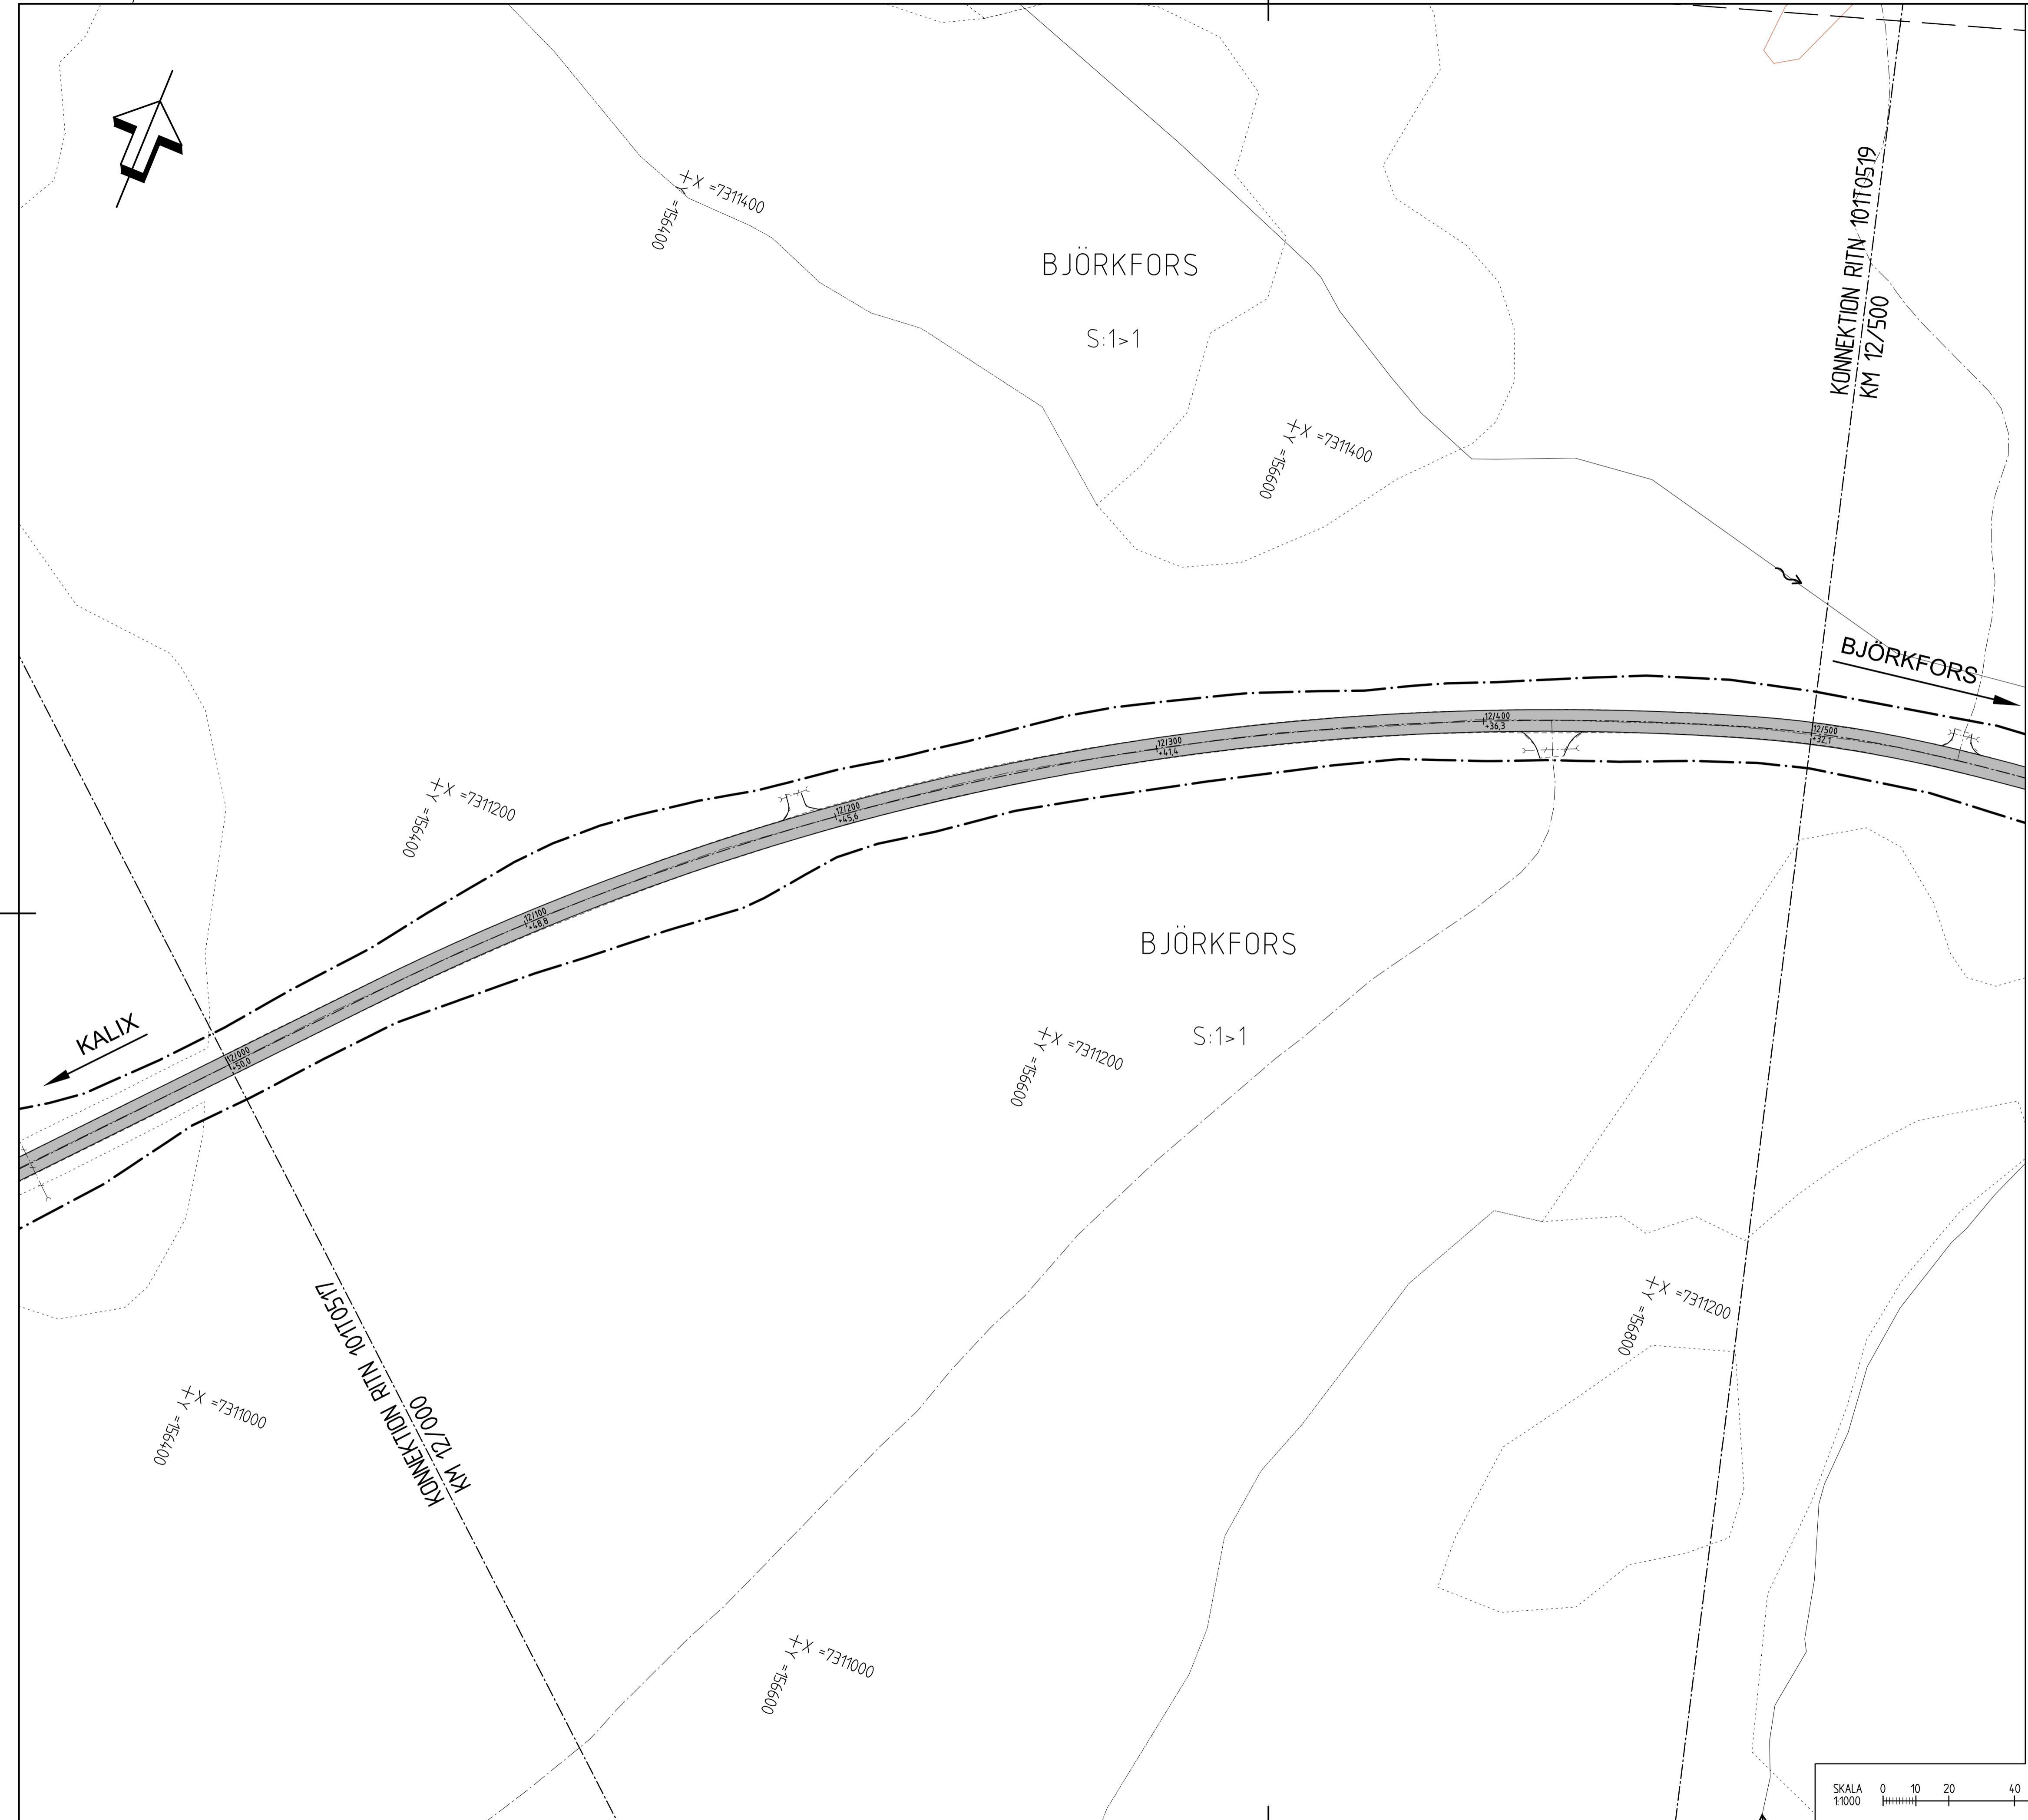 X =7311400
Y =156400
BJÖRKFORS
S:1>1
KONNEKTION RITN 101T0519
KM 12/500
X =7311400
Y =156600
BJÖRKFORS
12/400
+36,3
12/500
+32,1
12/300
+41,4
12/200
+45,6
X =7311200
Y =156400
12/100
+48,8
BJÖRKFORS
S:1>1
KALIX
12/000
+50,0
X =7311200
Y =156600
X =7311200
Y =156800
KONNEKTION RITN 101T0517
KM 12/000
X =7311000
Y =156400
X =7311000
Y =156600
SKALA 0 10 20 40
1:1000